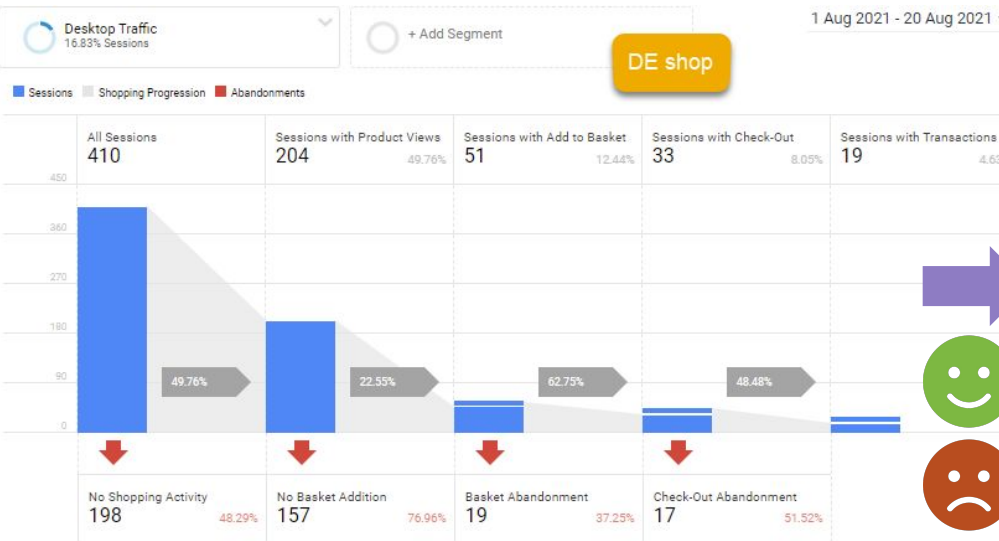 Desktop Traffic
16.83% Sessions
+ Add Segment
1 Aug 2021 - 20 Aug 2021
DE shop
Sessions Shopping Progression Abandonments
All Sessions
410
Sessions with Product Views
204 49.76%
Sessions with Add to Basket
51 12.44%
Sessions with Check-Out
33 8.05%
Sessions with Transactions
19 4.63
450
360
270
180
90
0
49.76%
22.55%
62.75%
48.48%
No Shopping Activity
198 48.29%
No Basket Addition
157 76.96%
Basket Abandonment
19 37.25%
Check-Out Abandonment
17 51.52%